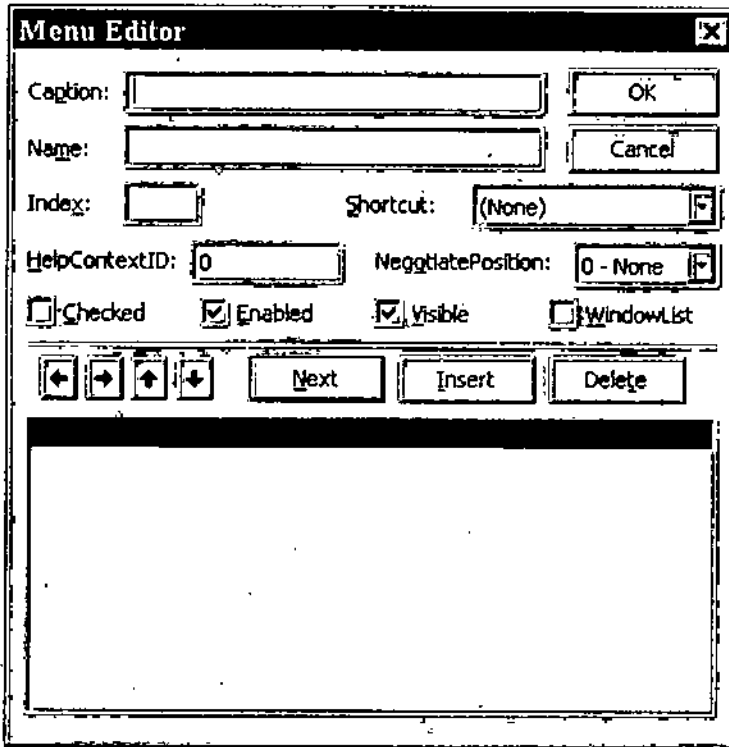 Menu Editor
Caption: OK
Name: Cancel
Index: Shortcut: (None)
HelpContextID: 0 NegotiatePosition: 0 - None
Checked Enabled Visible WindowList
Next Insert Delete